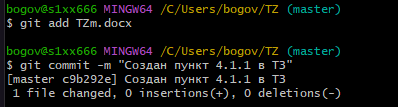 bogov@s1xx666 MINGW64 /C/Users/bogov/TZ (master)
$ git add TZm.docx
bogov@s1xx666 MINGW64 /C/Users/bogov/TZ (master)
$ git commit -m "Создан пункт 4.1.1 в ТЗ"
[master c9b292e] Создан пункт 4.1.1 в ТЗ
1 file changed, 0 insertions(+), 0 deletions(-)